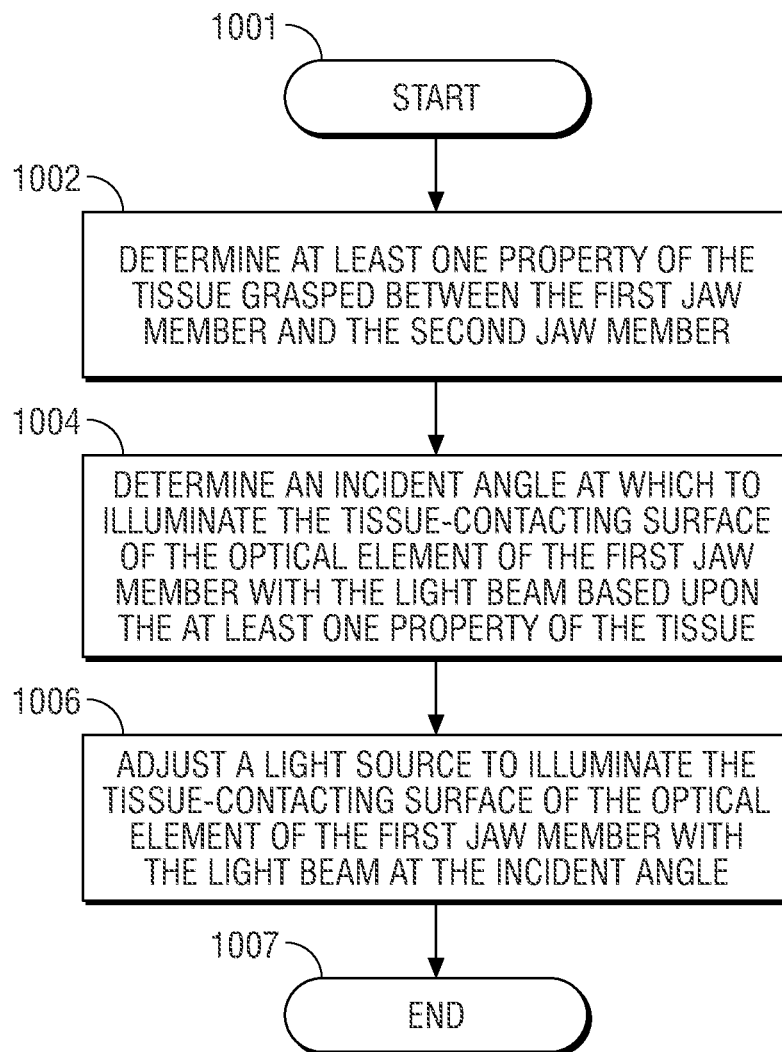 1001
START
1002
DETERMINE AT LEAST ONE PROPERTY OF THE
TISSUE GRASPED BETWEEN THE FIRST JAW
MEMBER AND THE SECOND JAW MEMBER
1004
DETERMINE AN INCIDENT ANGLE AT WHICH TO
ILLUMINATE THE TISSUE-CONTACTING SURFACE
OF THE OPTICAL ELEMENT OF THE FIRST JAW
MEMBER WITH THE LIGHT BEAM BASED UPON
THE AT LEAST ONE PROPERTY OF THE TISSUE
1006
ADJUST A LIGHT SOURCE TO ILLUMINATE THE
TISSUE-CONTACTING SURFACE OF THE OPTICAL
ELEMENT OF THE FIRST JAW MEMBER WITH
THE LIGHT BEAM AT THE INCIDENT ANGLE
1007
END